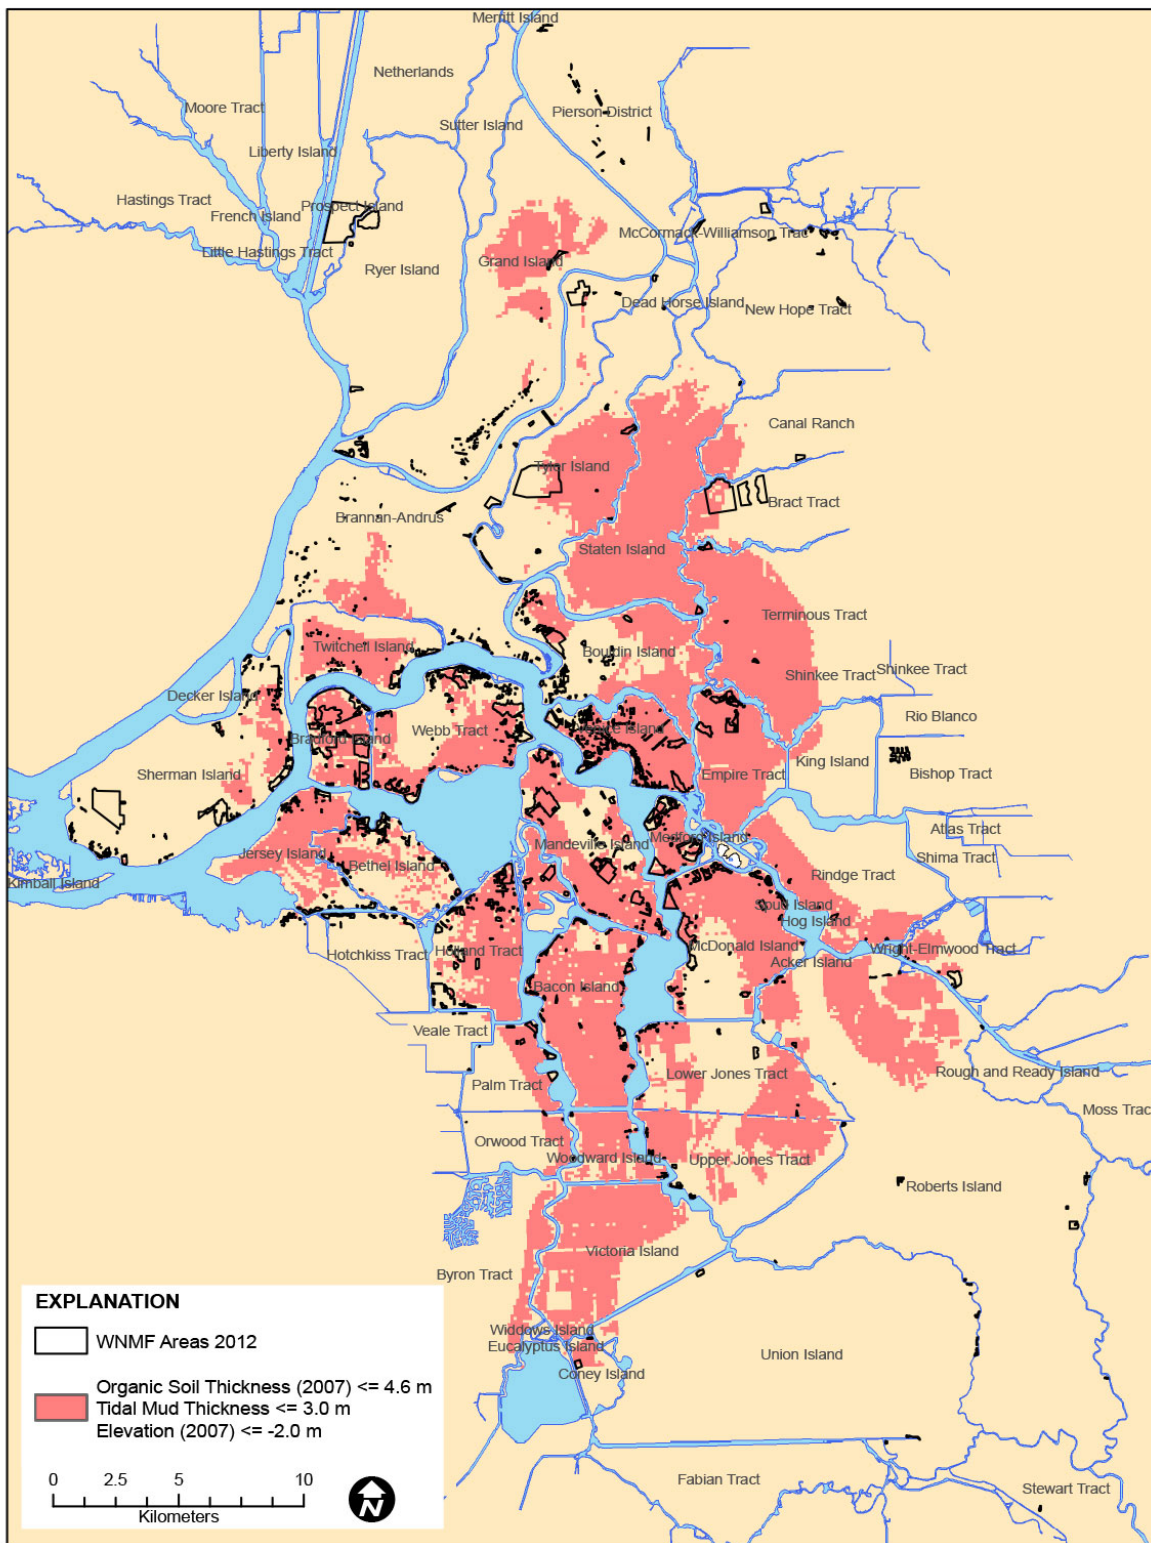 Merritt Island
Netherlands
Moore Tract
Pierson District
Sutter Island
Liberty Island
Hastings Tract
Prospect Island
French Island
McCormack-Williamson Trac
Little Hastings Tract
Grand Island
Ryer Island
Dead Horse Island
New Hope Tract
Canal Ranch
Tyler Island
Bract Tract
Brannan-Andrus
Staten Island
Terminous Tract
Twitchell Island
Bouldin Island
Shinkee Tract
Shinkee Tract
Decker Island
Rio Blanco
Webb Tract
Venice Island
Bradford Island
King Island
Sherman Island
Empire Tract
Bishop Tract
Atlas Tract
Medford Island
Mandeville Island
Jersey Island
Shima Tract
Bethel Island
Rindge Tract
Kimball Island
Spud Island
Hog Island
McDonald Island
Wright-Elmwood Tract
Hotchkiss Tract
Holland Tract
Acker Island
Bacon Island
Veale Tract
Lower Jones Tract
Rough and Ready Island
Palm Tract
Moss Trac
Orwood Tract
Woodward Island
Upper Jones Tract
Roberts Island
Victoria Island
Byron Tract
Widdows Island
Eucalyptus Island
Union Island
Coney Island
Fabian Tract
Stewart Tract
EXPLANATION
WNMF Areas 2012
Organic Soil Thickness (2007) <= 4.6 m
Tidal Mud Thickness <= 3.0 m
Elevation (2007) <= -2.0 m
0 2.5 5 10
Kilometers
N